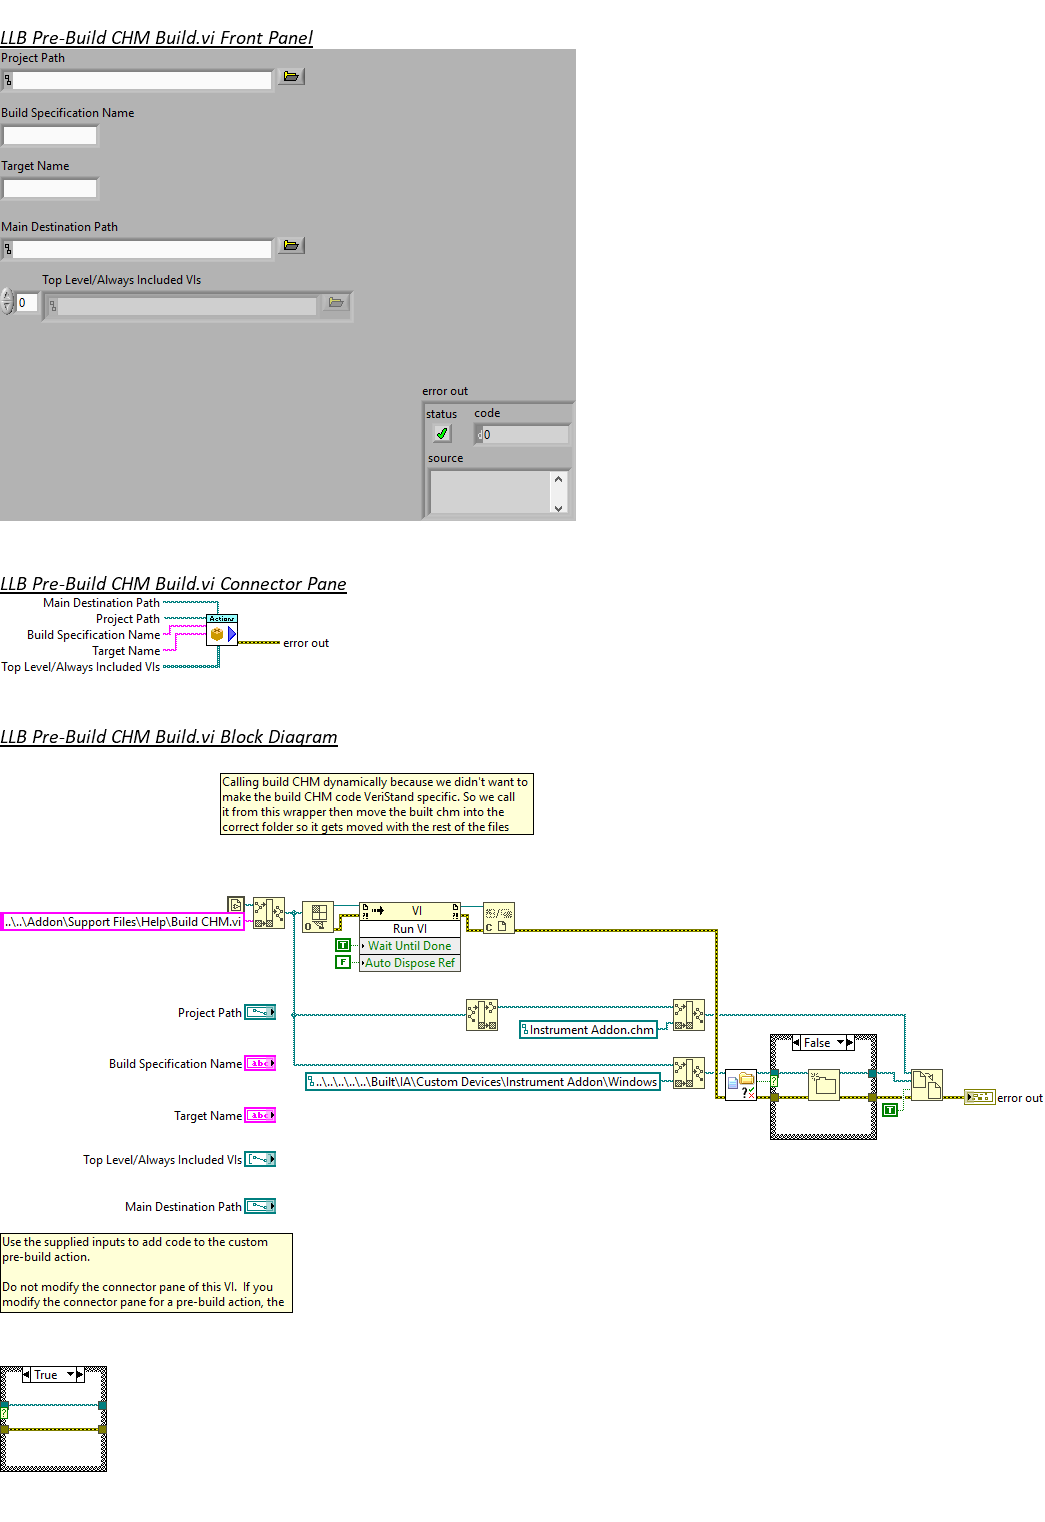 LLB Pre-Build CHM Build.vi Front Panel
Project Path
Build Specification Name
Target Name
Main Destination Path
Top Level/Always Included VIs
0
error out
status
code
0
source
LLB Pre-Build CHM Build.vi Connector Pane
Main Destination Path
Project Path
Build Specification Name
Target Name
Top Level/Always Included VIs
Actions
error out
LLB Pre-Build CHM Build.vi Block Diagram
Calling build CHM dynamically because we didn't want to
make the build CHM code VeriStand specific. So we call
it from this wrapper then move the built chm into the
correct folder so it gets moved with the rest of the files
..\..\Addon\Support Files\Help\Build CHM.vi
VI
Run VI
Wait Until Done
Auto Dispose Ref
T
F
Project Path
Instrument Addon.chm
False
Build Specification Name
abc
..\..\..\..\..\Built\IA\Custom Devices\Instrument Addon\Windows
T
error out
Target Name
abc
Top Level/Always Included VIs
Main Destination Path
Use the supplied inputs to add code to the custom
pre-build action.
Do not modify the connector pane of this VI.  If you
modify the connector pane for a pre-build action, the
True